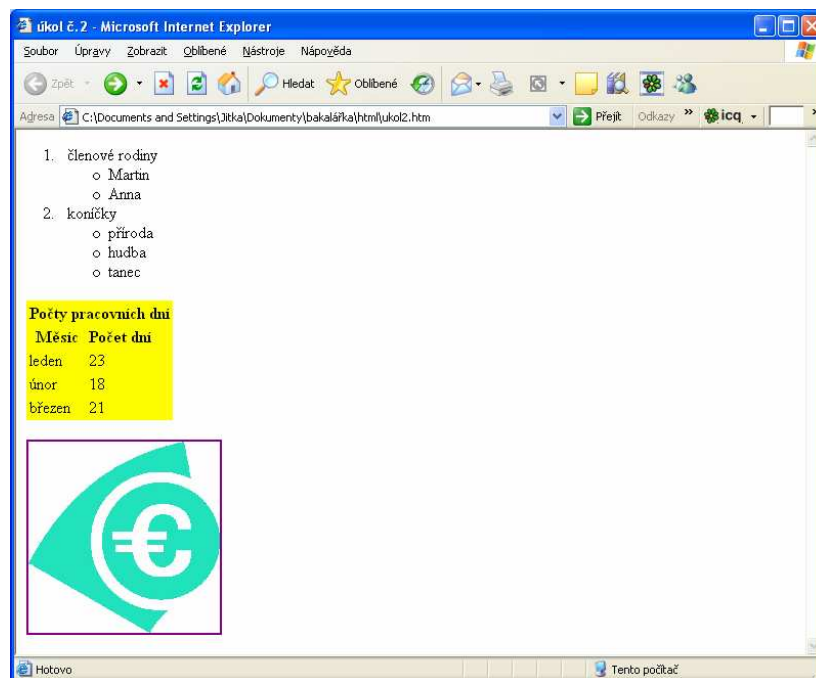 úkol č.2 - Microsoft Internet Explorer
Soubor Úpravy Zobrazit Oblíbené Nástroje Nápověda
Zpět Hledat Oblíbené
Adresa C:\Documents and Settings\Jitka\Dokumenty\bakalářka\html\ukol2.htm Přejít Odkazy » icq »
1. členové rodiny
o Martin
o Anna
2. koníčky
o příroda
o hudba
o tanec
Počty pracovních dní
Měsíc Počet dní
leden 23
únor 18
březen 21
€
Hotovo Tento počítač